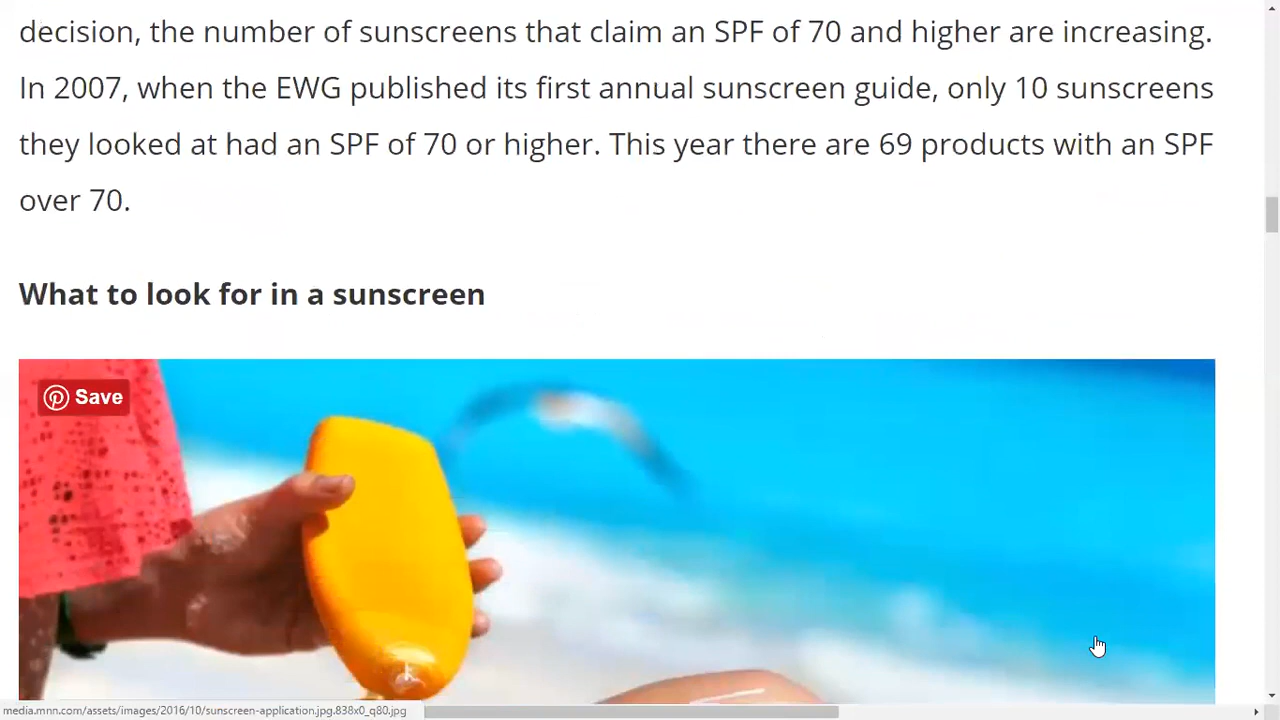 decision, the number of sunscreens that claim an SPF of 70 and higher are increasing.
In 2007, when the EWG published its first annual sunscreen guide, only 10 sunscreens
they looked at had an SPF of 70 or higher. This year there are 69 products with an SPF
over 70.
What to look for in a sunscreen
Save
media.mnn.com/assets/images/2016/10/sunscreen-application.jpg.838x0_q80.jpg